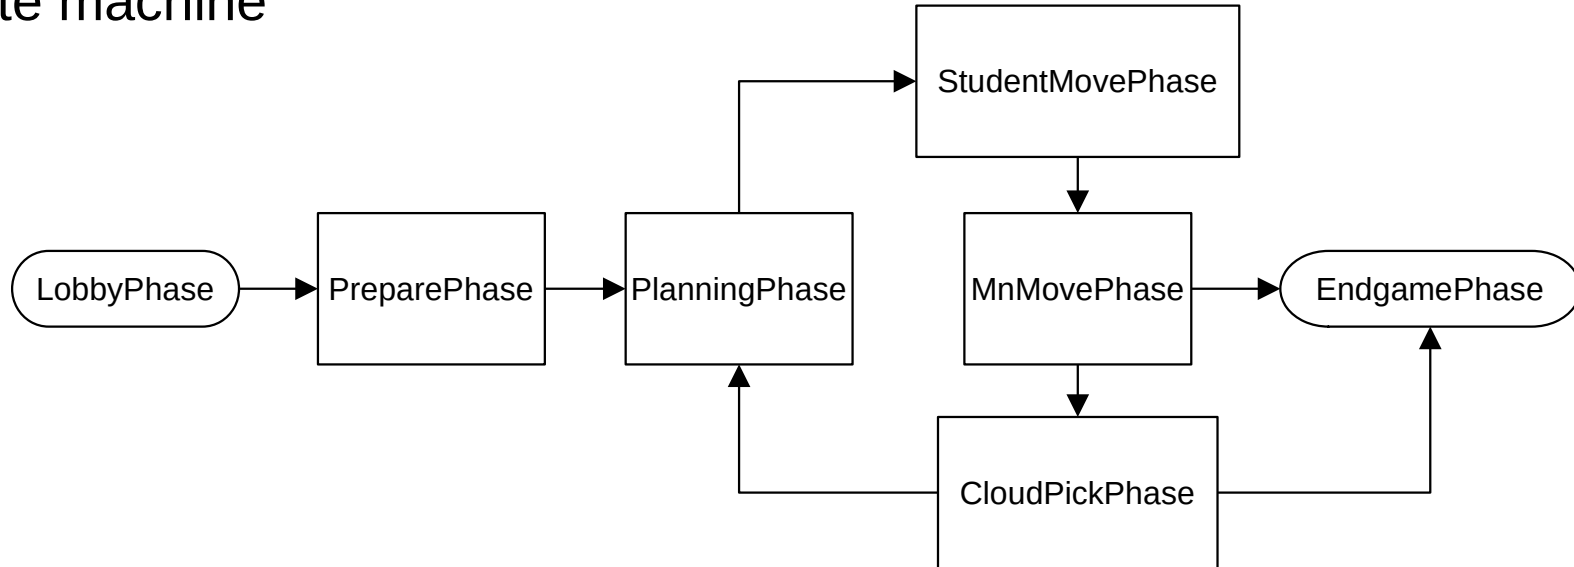 te machine
StudentMovePhase
LobbyPhase
PreparePhase
PlanningPhase
MnMovePhase
EndgamePhase
CloudPickPhase